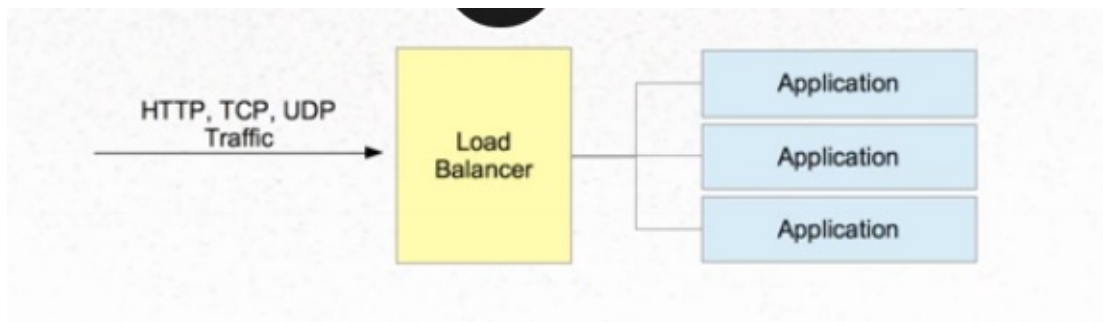 HTTP, TCP, UDP
Traffic
Load
Balancer
Application
Application
Application